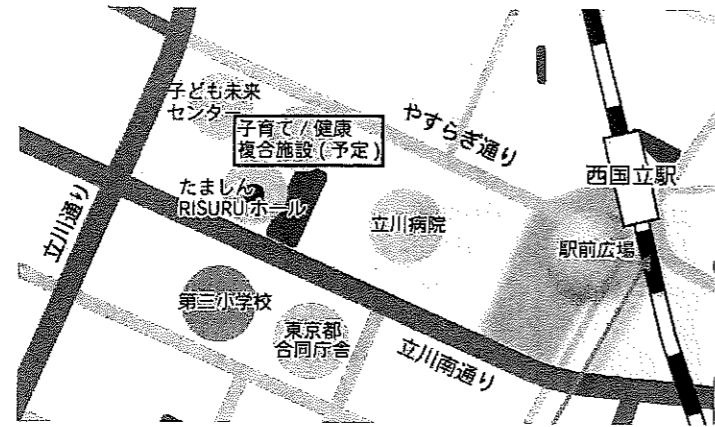 子ども未来
センター
子育て/健康
複合施設(予定)
やすらぎ通り
西国立駅
たましん
RISURUホール
立川病院
駅前広場
立川通り
第三小学校
東京都
合同庁舎
立川南通り